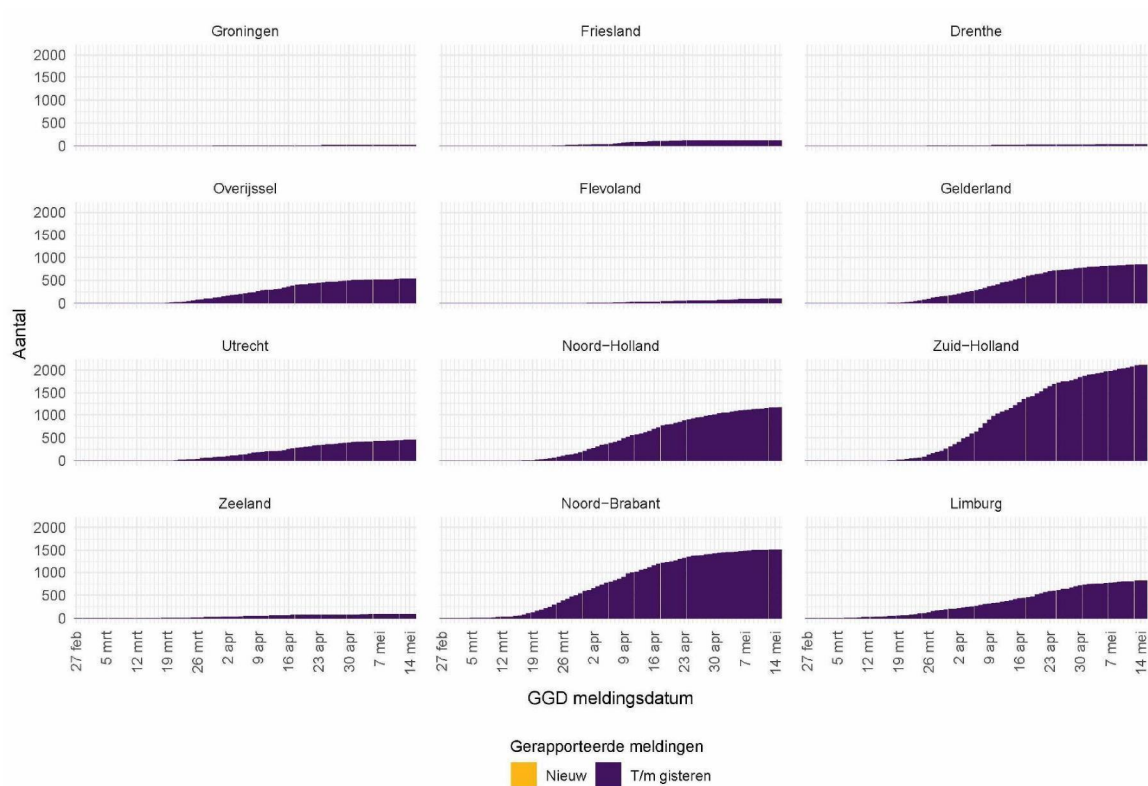 Groningen
Friesland
Drenthe
2000
1500
1000
500
0
Overijssel
Flevoland
Gelderland
2000
1500
1000
500
0
Aantal
Utrecht
Noord−Holland
Zuid−Holland
2000
1500
1000
500
0
Zeeland
Noord−Brabant
Limburg
2000
1500
1000
500
0
27 feb
5 mrt
12 mrt
19 mrt
26 mrt
2 apr
9 apr
16 apr
23 apr
30 apr
7 mei
14 mei
27 feb
5 mrt
12 mrt
19 mrt
26 mrt
2 apr
9 apr
16 apr
23 apr
30 apr
7 mei
14 mei
27 feb
5 mrt
12 mrt
19 mrt
26 mrt
2 apr
9 apr
16 apr
23 apr
30 apr
7 mei
14 mei
GGD meldingsdatum
Gerapporteerde meldingen
Nieuw T/m gisteren